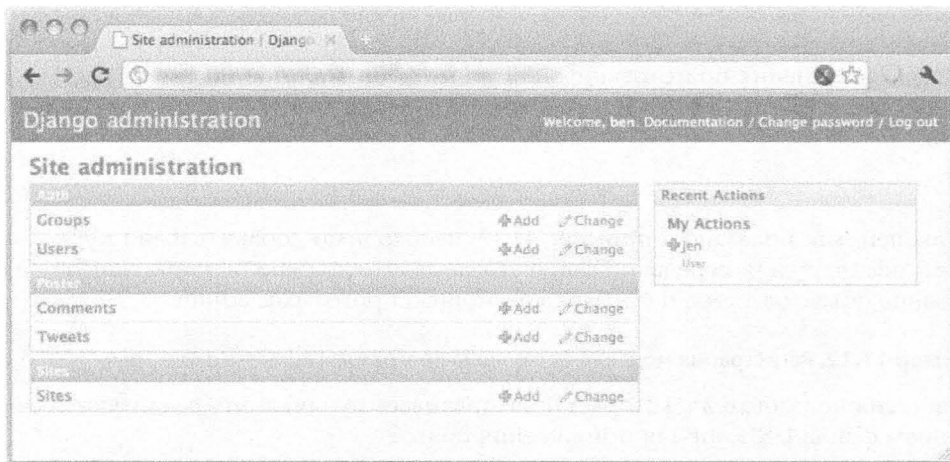 Site administration | Django
Django administration
Welcome, ben. Documentation / Change password / Log out
Site administration
Auth
Groups Add Change
Users Add Change
Poster
Comments Add Change
Tweets Add Change
Sites
Sites Add Change
Recent Actions
My Actions
jen
User